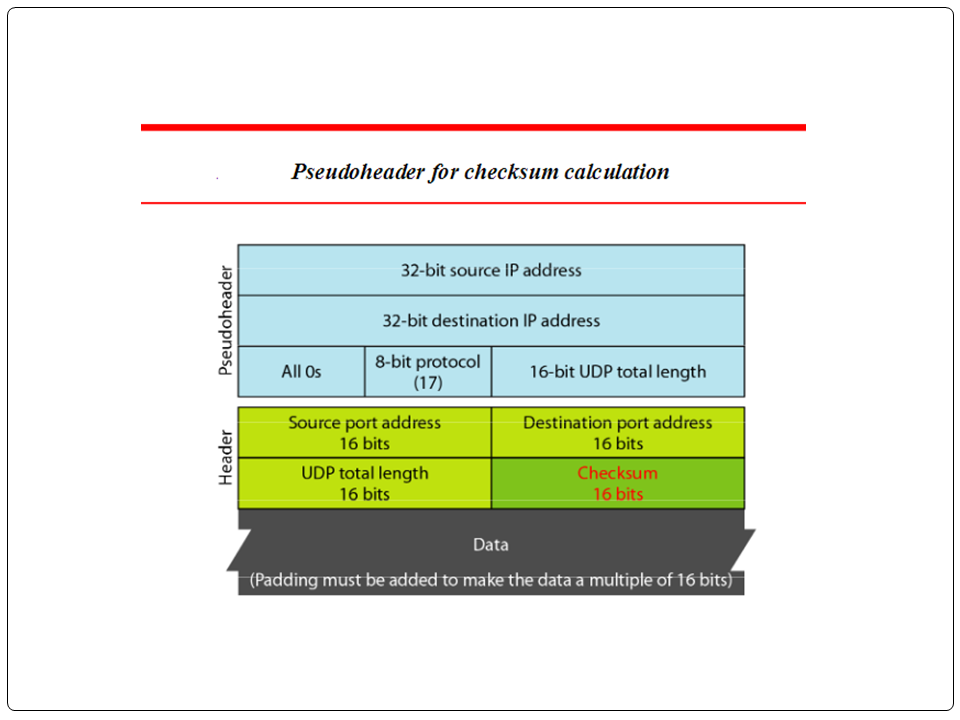 Pseudoheader for checksum calculation
Pseudoheader
32-bit source IP address
32-bit destination IP address
All 0s
8-bit protocol
(17)
16-bit UDP total length
Header
Source port address
16 bits
Destination port address
16 bits
UDP total length
16 bits
Checksum
16 bits
Data
(Padding must be added to make the data a multiple of 16 bits)